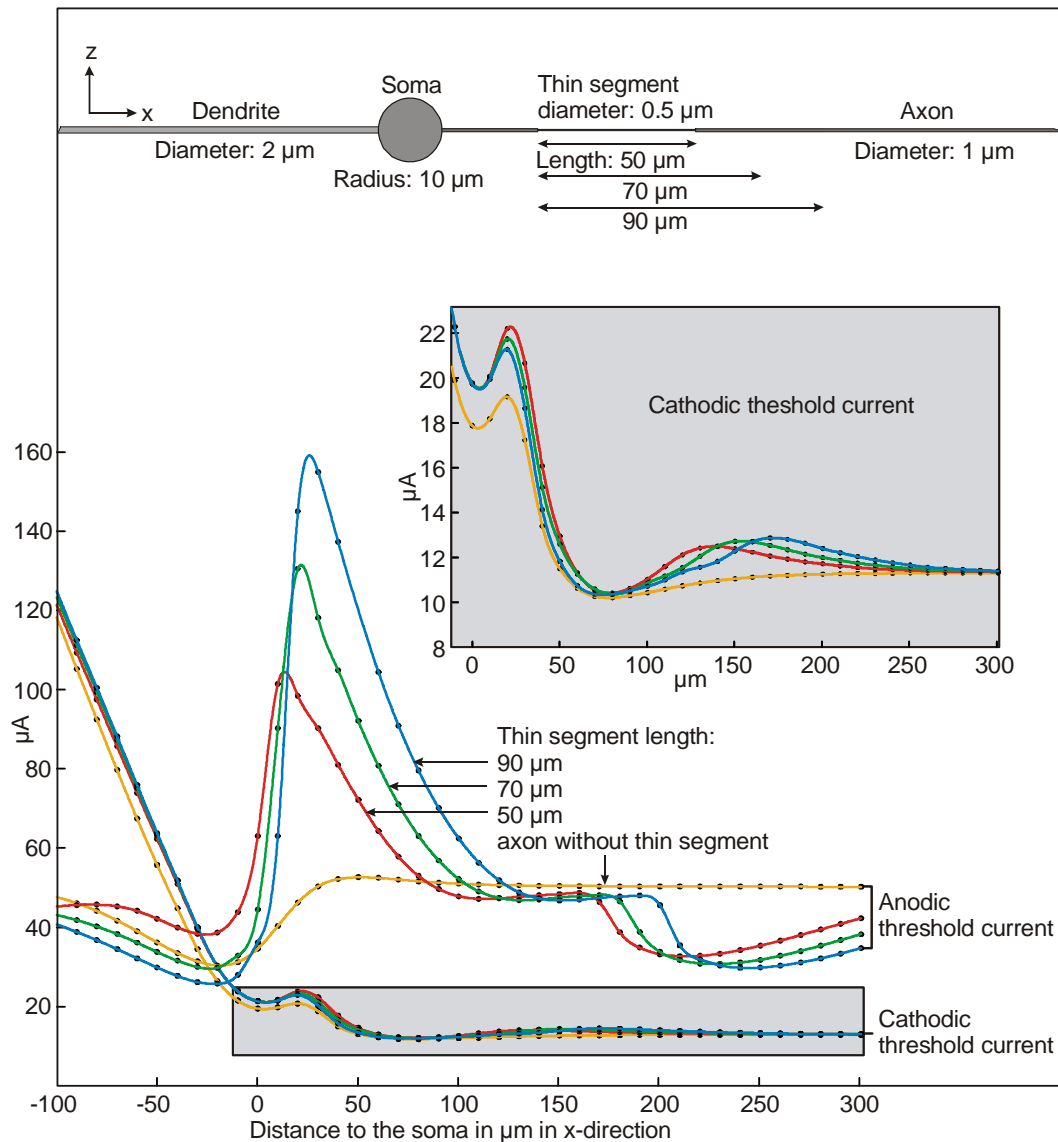 z
x
Dendrite
Diameter: 2 µm
Soma
Radius: 10 µm
Thin segment
diameter: 0.5 µm
Length: 50 µm
70 µm
90 µm
Axon
Diameter: 1 µm
22
20
18
16
14
12
10
8
µA
Cathodic theshold current
0
50
100
150
200
250
300
µm
160
140
120
100
80
60
40
20
µA
Thin segment length:
90 µm
70 µm
50 µm
axon without thin segment
Anodic
threshold current
Cathodic
threshold current
-100
-50
0
50
100
150
200
250
300
Distance to the soma in µm in x-direction